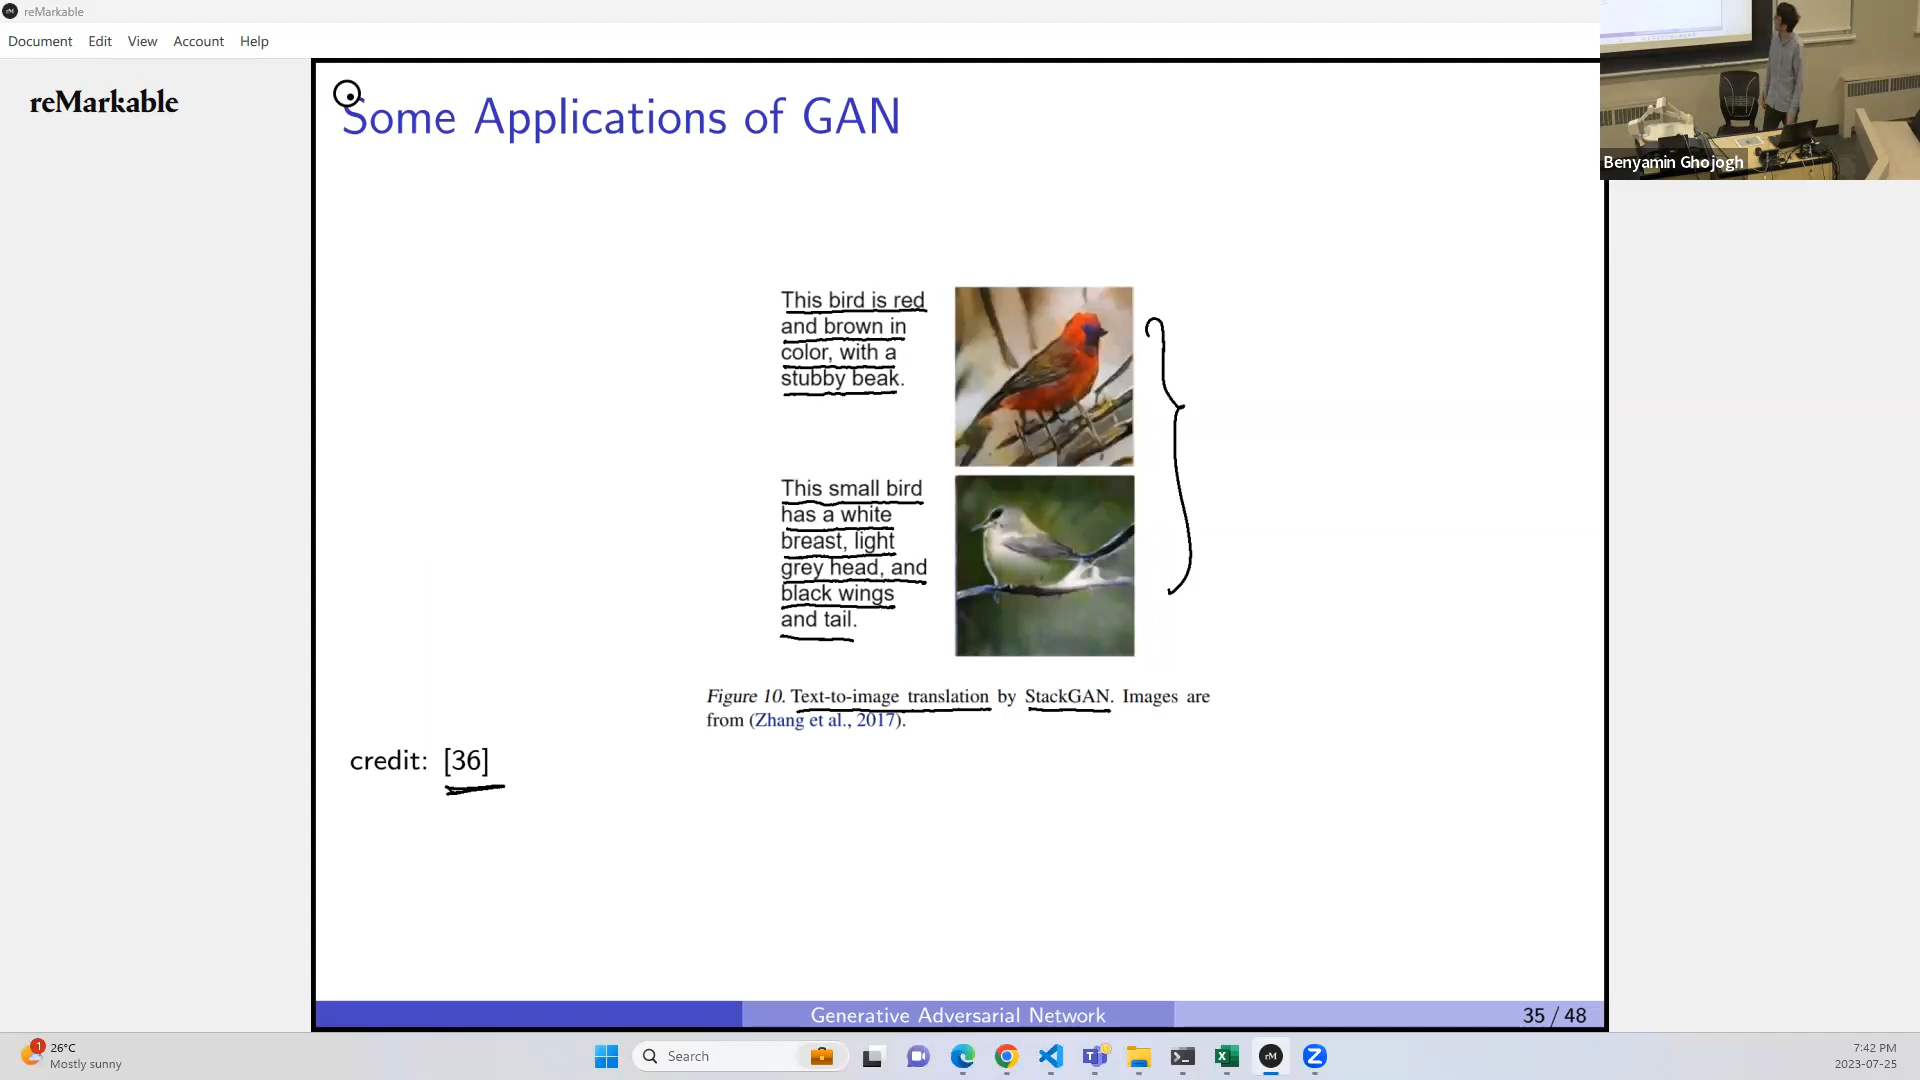 reMarkable
Document Edit View Account Help
reMarkable
Some Applications of GAN
Benyamin Ghojogh
This bird is red
and brown in
color, with a
stubby beak.
This small bird
has a white
breast, light
grey head, and
black wings
and tail.
Figure 10. Text-to-image translation by StackGAN. Images are
from (Zhang et al., 2017).
credit: [36]
Generative Adversarial Network
35 / 48
1
26°C
Mostly sunny
Search
rM
7:42 PM
2023-07-25